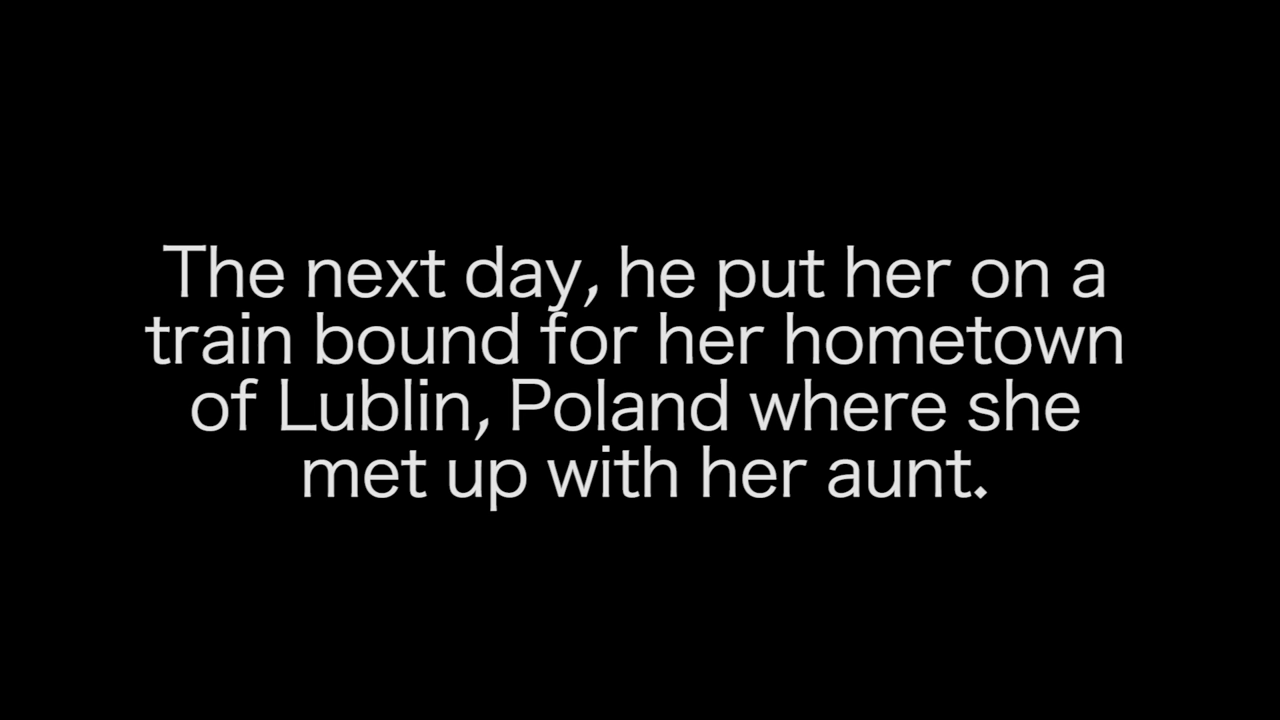 The next day, he put her on a
train bound for her hometown
of Lublin, Poland where she
met up with her aunt.